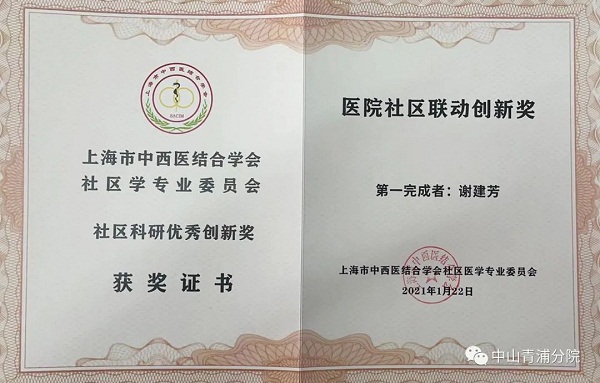 上海市中西医结合学会
社区学专业委员会
社区科研优秀创新奖
获奖证书
医院社区联动创新奖
第一完成者：谢建芳
上海市中西医结合学会社区医学专业委员会
2021年1月22日
中山青浦分院